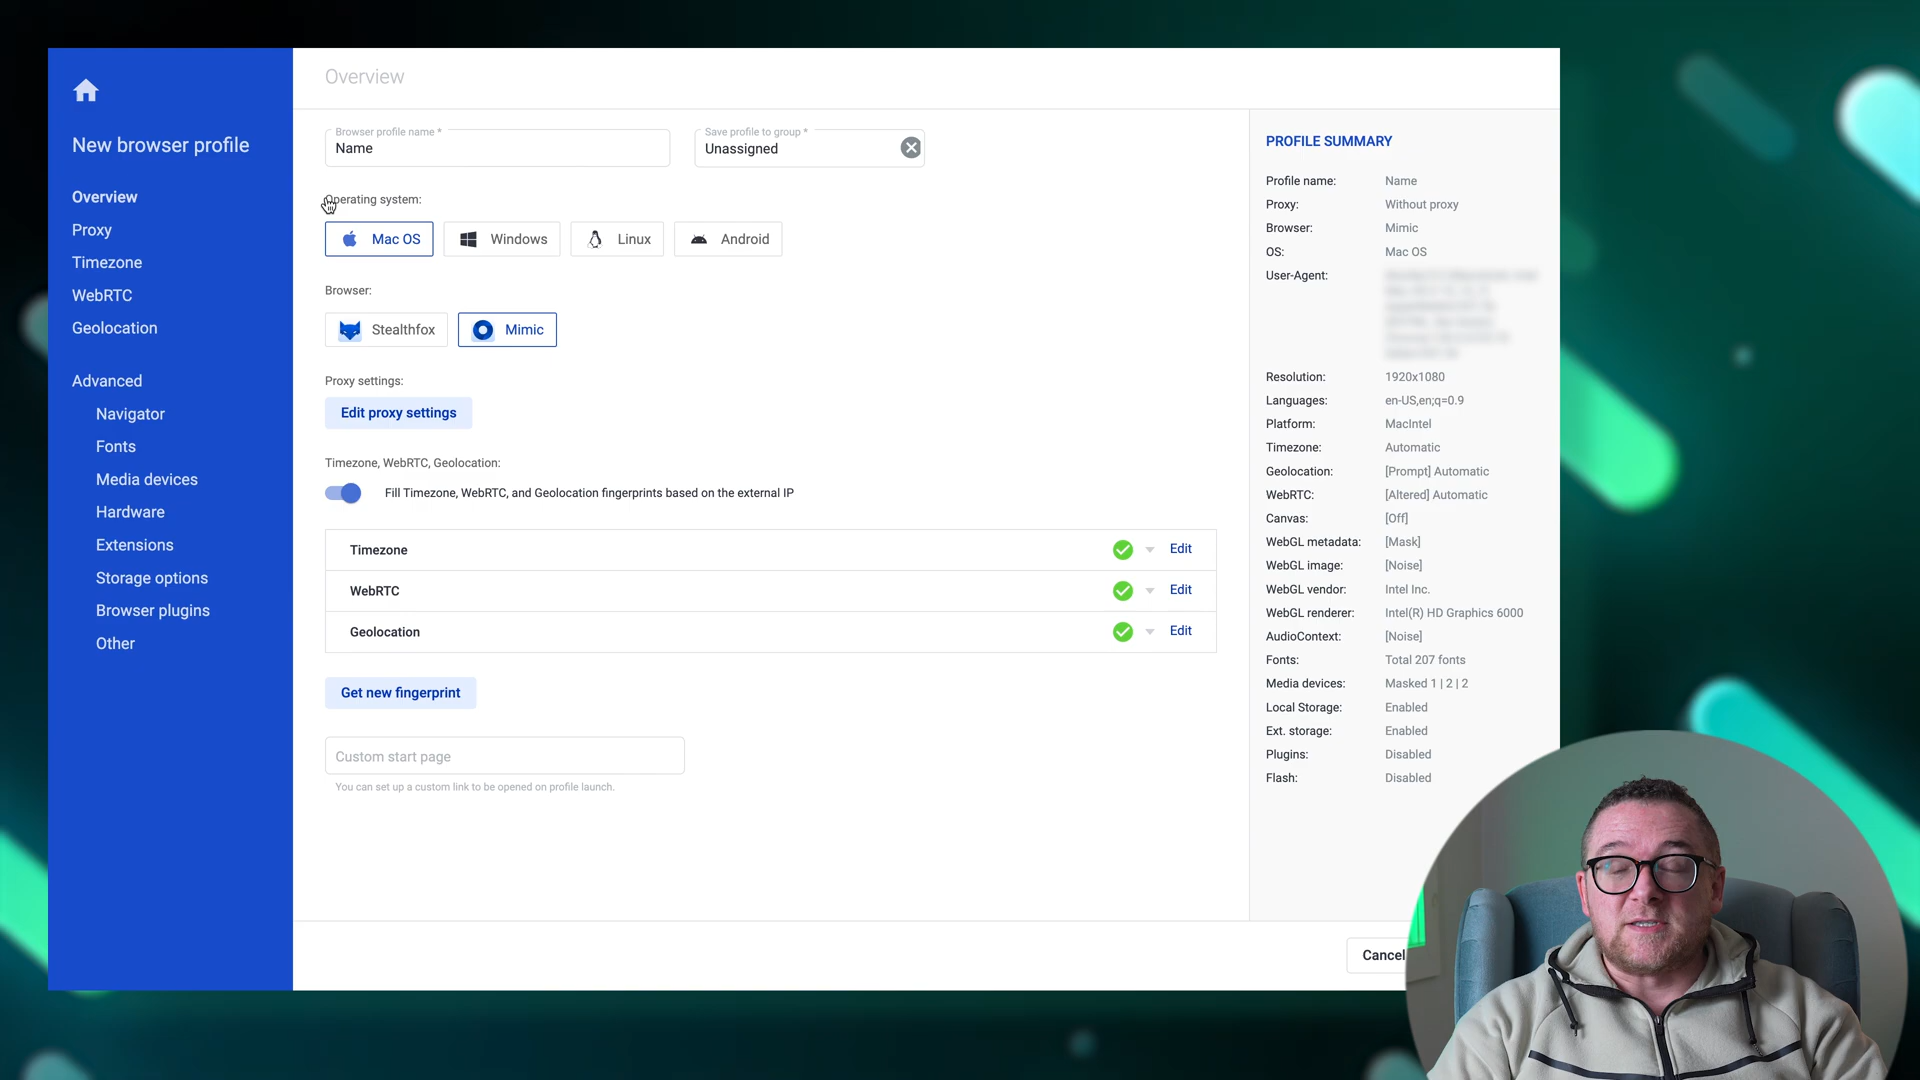 Overview
New browser profile
Overview
Proxy
Timezone
WebRTC
Geolocation
Advanced
Navigator
Fonts
Media devices
Hardware
Extensions
Storage options
Browser plugins
Other
Browser profile name *
Name
Save profile to group *
Unassigned
perating system:
Mac OS
Windows
Linux
Android
Browser:
Stealthfox
Mimic
Proxy settings:
Edit proxy settings
Timezone, WebRTC, Geolocation:
Fill Timezone, WebRTC, and Geolocation fingerprints based on the external IP
Timezone Edit
WebRTC Edit
Geolocation Edit
Get new fingerprint
Custom start page
You can set up a custom link to be opened on profile launch.
PROFILE SUMMARY
Profile name: Name
Proxy: Without proxy
Browser: Mimic
OS: Mac OS
User-Agent:
Resolution: 1920x1080
Languages: en-US,en;q=0.9
Platform: MacIntel
Timezone: Automatic
Geolocation: [Prompt] Automatic
WebRTC: [Altered] Automatic
Canvas: [Off]
WebGL metadata: [Mask]
WebGL image: [Noise]
WebGL vendor: Intel Inc.
WebGL renderer: Intel(R) HD Graphics 6000
AudioContext: [Noise]
Fonts: Total 207 fonts
Media devices: Masked 1 | 2 | 2
Local Storage: Enabled
Ext. storage: Enabled
Plugins: Disabled
Flash: Disabled
Cancel